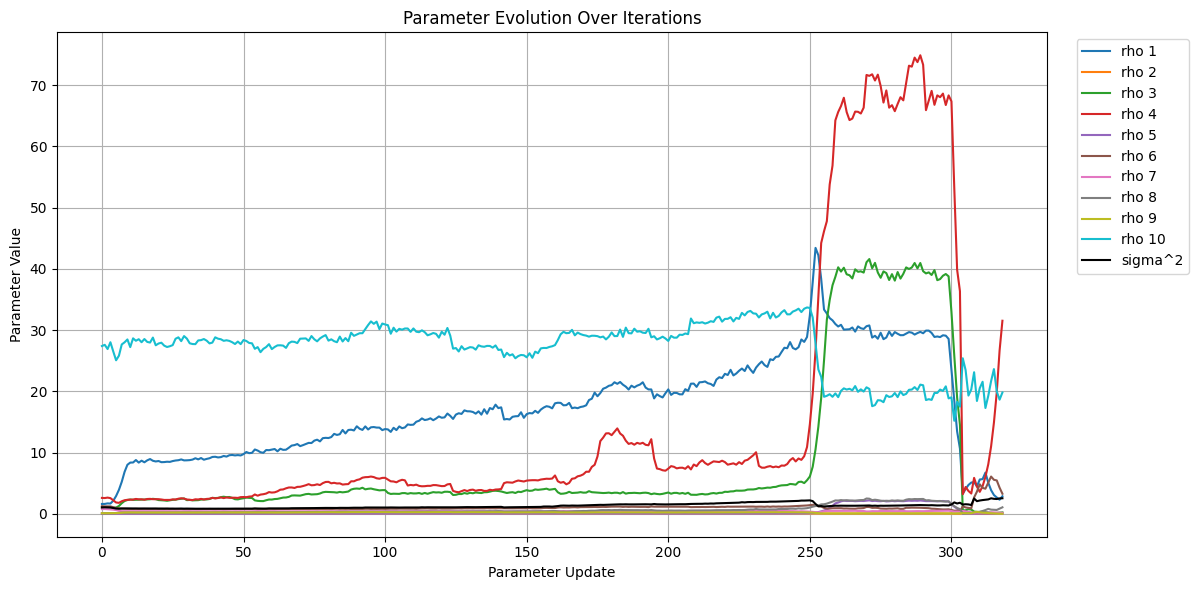 Parameter Evolution Over Iterations
Parameter Value
70
60
50
40
30
20
10
0
0 50 100 150 200 250 300
Parameter Update
rho 1
rho 2
rho 3
rho 4
rho 5
rho 6
rho 7
rho 8
rho 9
rho 10
sigma^2